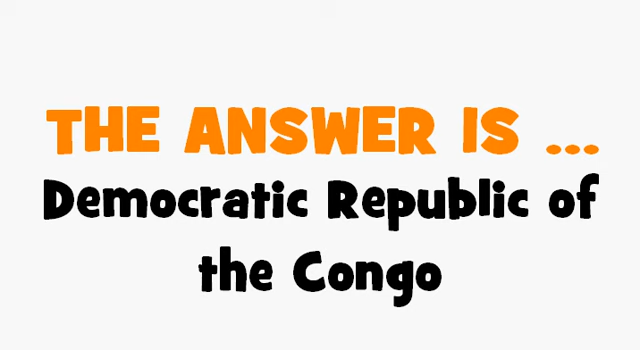 THE ANSWER IS ...
Democratic Republic of
the Congo